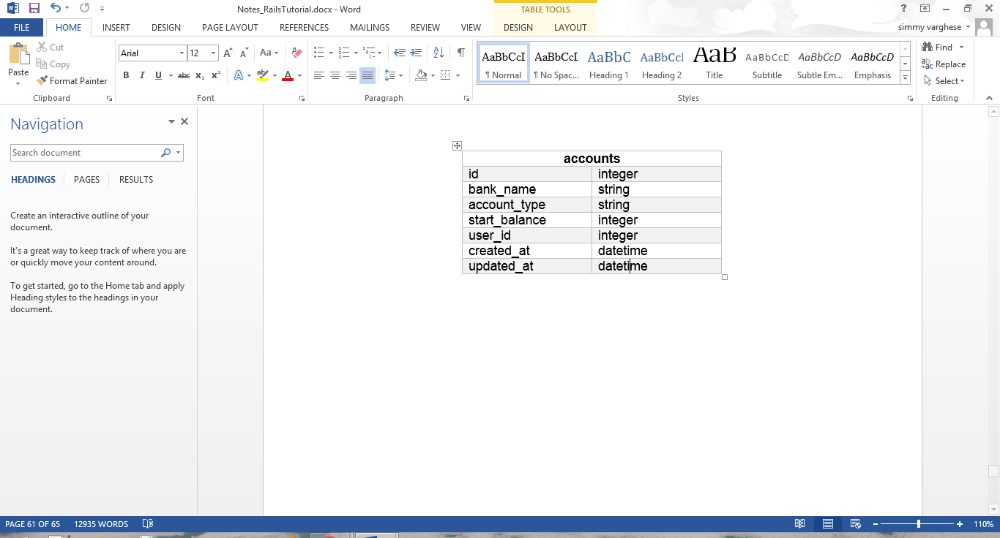 Notes_RailsTutorial.docx - Word
TABLE TOOLS
?
FILE HOME INSERT DESIGN PAGE LAYOUT REFERENCES MAILINGS REVIEW VIEW DESIGN LAYOUT
simmy varghese
Paste
Cut
Copy
Format Painter
Clipboard
Arial 12
Aa
B I U abc x₂ x²
Font
Paragraph
AaBbCcI AaBbCcI AaBbC AaBbCcI AaB AaBbCcD AaBbCcD AaBbCcD
¶ Normal ¶ No Spac... Heading 1 Heading 2 Title Subtitle Subtle Em... Emphasis
Styles
Find
Replace
Select
Editing
Navigation
Search document
HEADINGS PAGES RESULTS
Create an interactive outline of your
document.
It's a great way to keep track of where you are
or quickly move your content around.
To get started, go to the Home tab and apply
Heading styles to the headings in your
document.
accounts
id integer
bank_name string
account_type string
start_balance integer
user_id integer
created_at datetime
updated_at datetime
PAGE 61 OF 65 12935 WORDS
110%